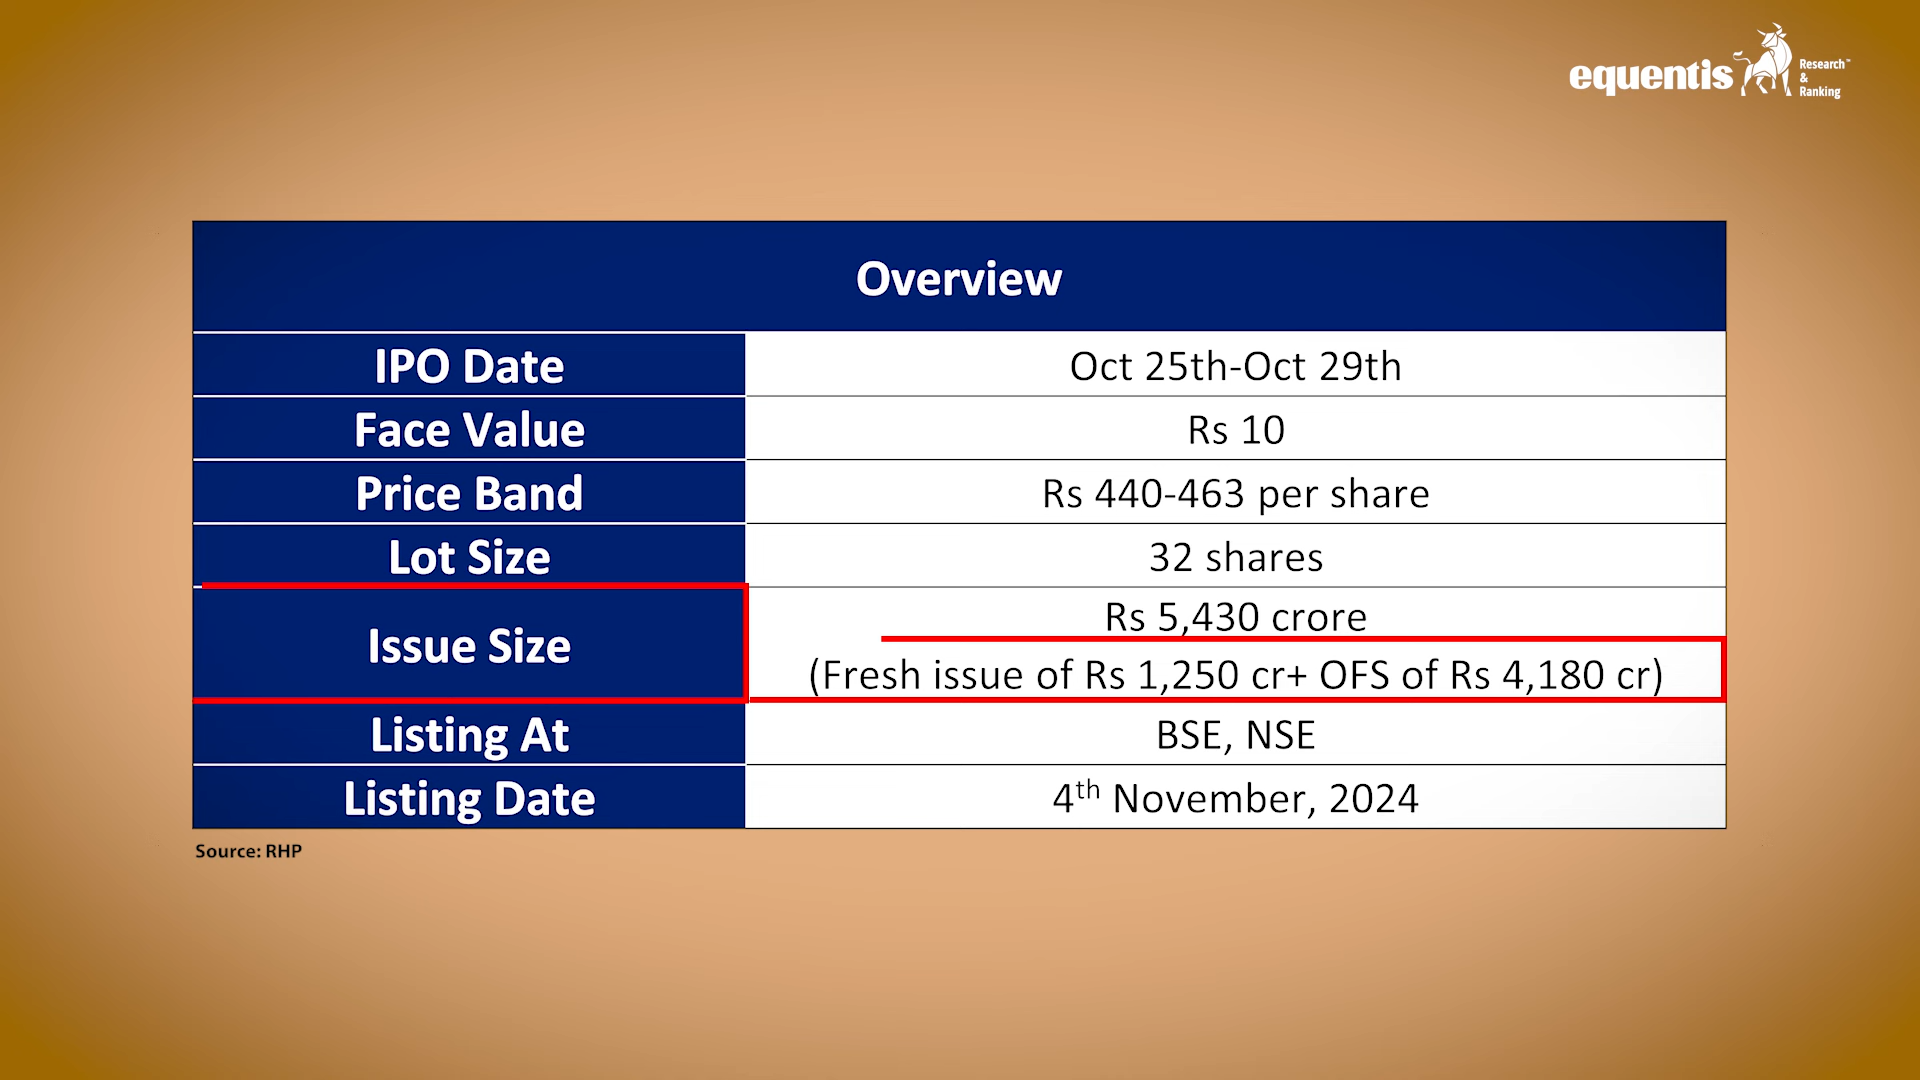 equentis
Research™
&
Ranking
Overview
IPO Date Oct 25th-Oct 29th
Face Value Rs 10
Price Band Rs 440-463 per share
Lot Size 32 shares
Issue Size Rs 5,430 crore
(Fresh issue of Rs 1,250 cr+ OFS of Rs 4,180 cr)
Listing At BSE, NSE
Listing Date 4th November, 2024
Source: RHP